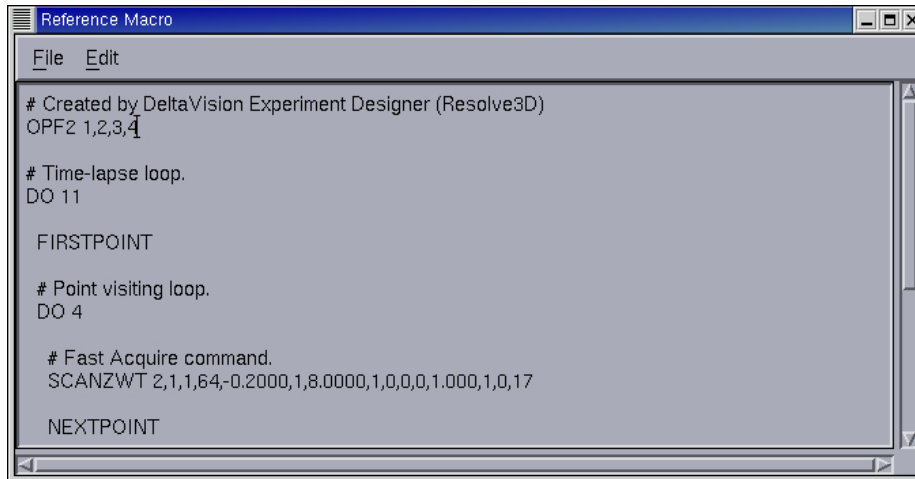 Reference Macro
File Edit
# Created by DeltaVision Experiment Designer (Resolve3D)
OPF2 1,2,3,4
# Time-lapse loop.
DO 11
FIRSTPOINT
# Point visiting loop.
DO 4
# Fast Acquire command.
SCANZWT 2,1,1,64,-0.2000,1,8.0000,1,0,0,0,1.000,1,0,17
NEXTPOINT